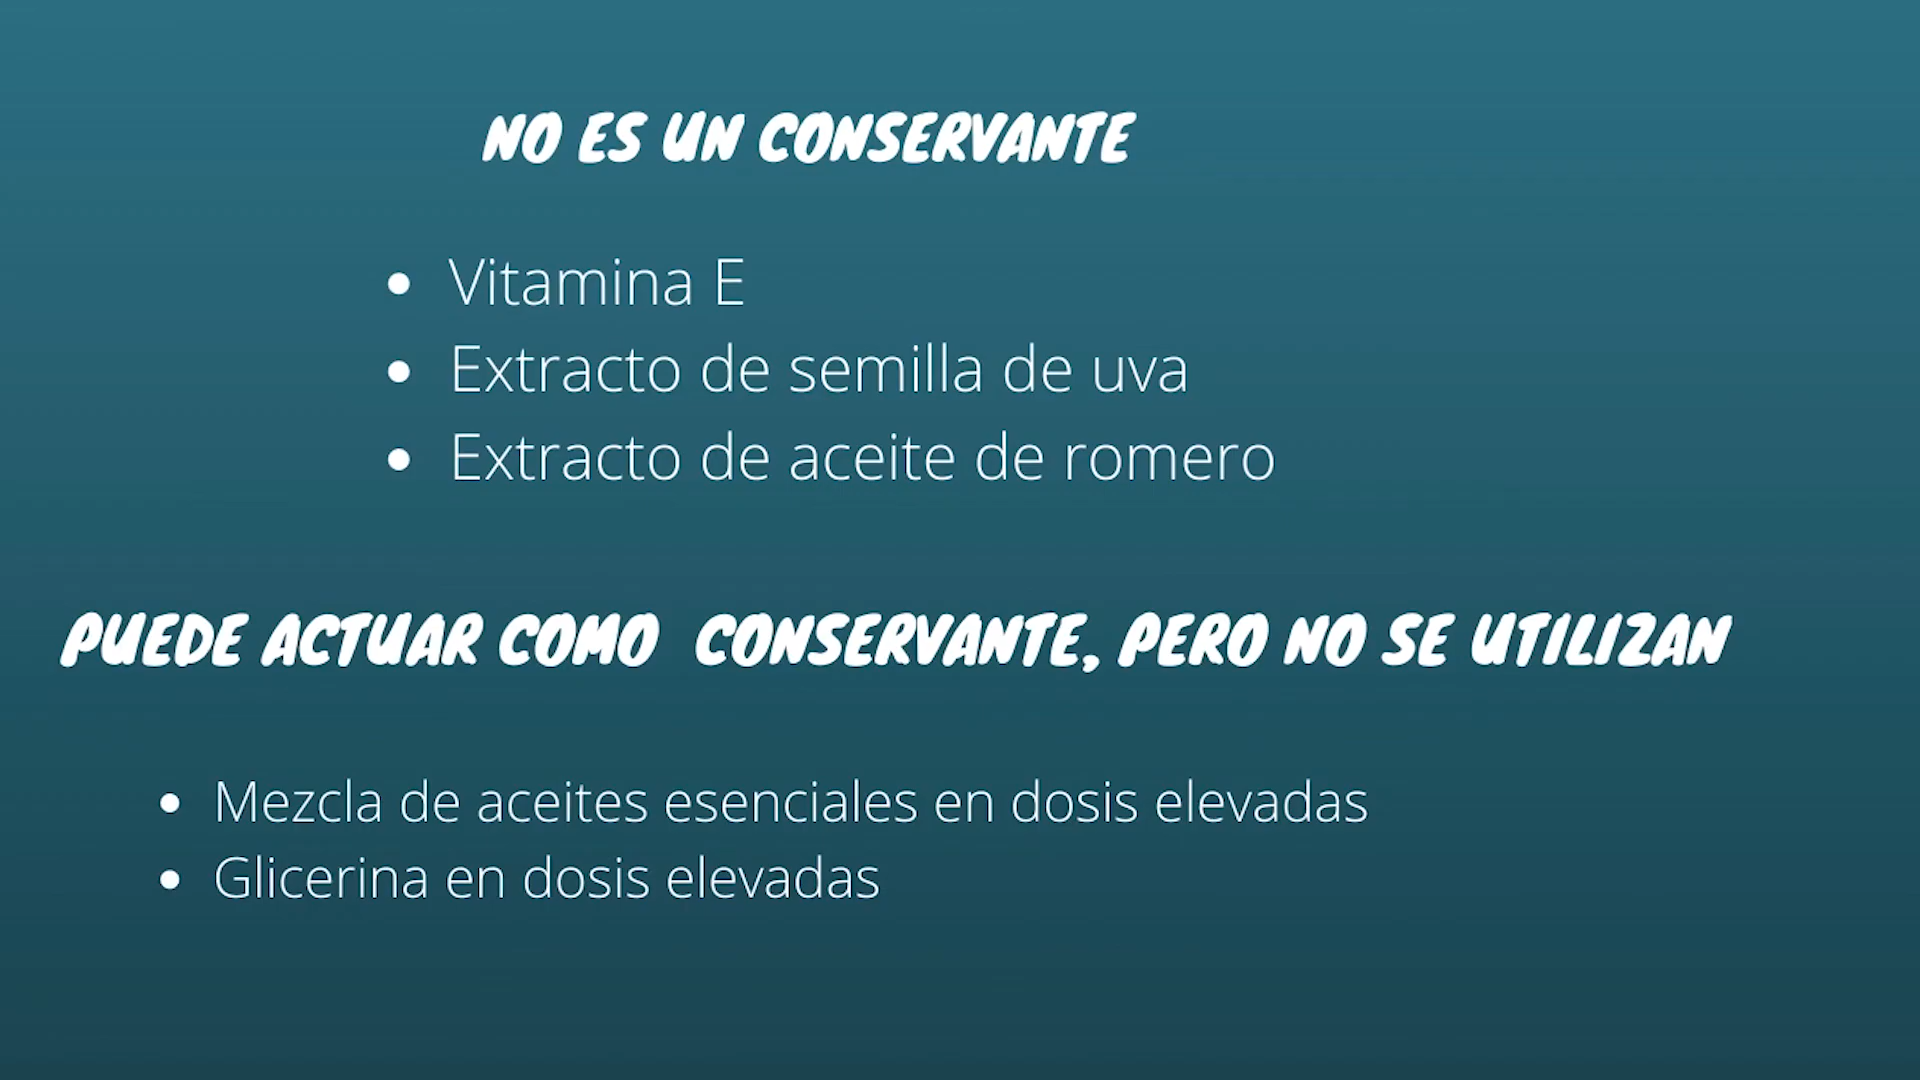 NO ES UN CONSERVANTE
• Vitamina E
• Extracto de semilla de uva
• Extracto de aceite de romero
PUEDE ACTUAR COMO CONSERVANTE, PERO NO SE UTILIZAN
• Mezcla de aceites esenciales en dosis elevadas
• Glicerina en dosis elevadas